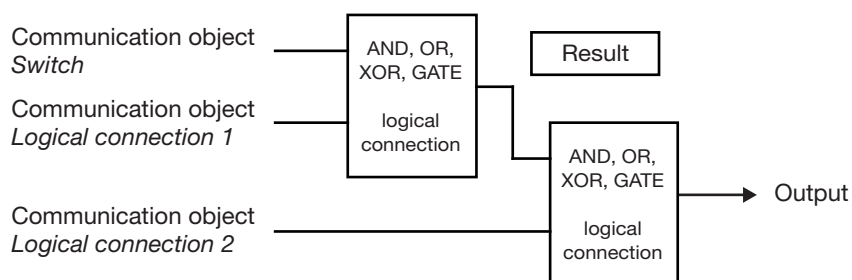 Communication object
Switch
Communication object
Logical connection 1
Communication object
Logical connection 2
AND, OR,
XOR, GATE
logical
connection
Result
AND, OR,
XOR, GATE
logical
connection
Output